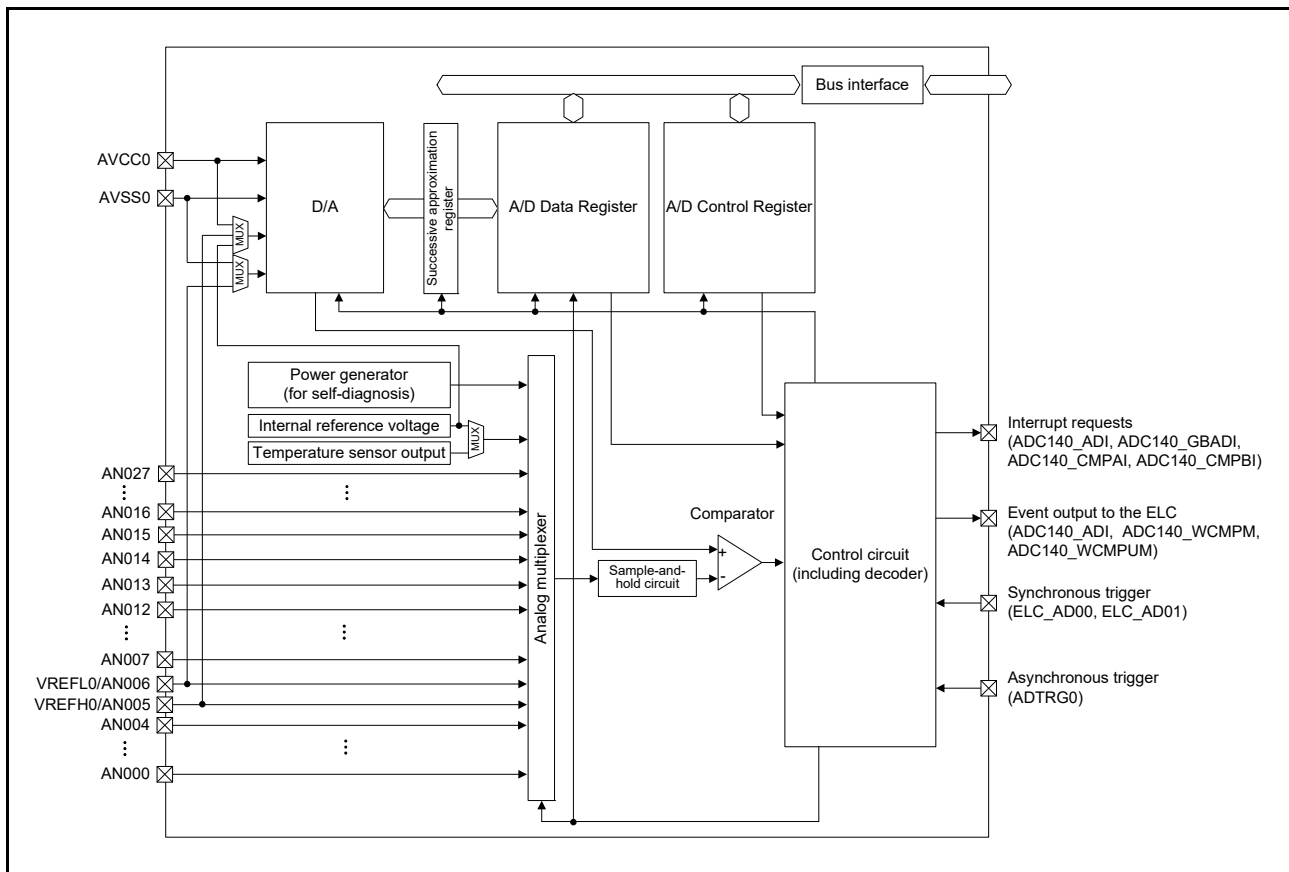 Bus interface
AVCC0
AVSS0
MUX
MUX
D/A
Successive approximation
register
A/D Data Register
A/D Control Register
Power generator
(for self-diagnosis)
Internal reference voltage
Temperature sensor output
MUX
AN027
AN016
AN015
AN014
AN013
AN012
AN007
VREFL0/AN006
VREFH0/AN005
AN004
AN000
Analog multiplexer
Sample-and-
hold circuit
Comparator
+
-
Control circuit
(including decoder)
Interrupt requests
(ADC140_ADI, ADC140_GBADI,
ADC140_CMPAI, ADC140_CMPBI)
Event output to the ELC
(ADC140_ADI, ADC140_WCMPM,
ADC140_WCMPUM)
Synchronous trigger
(ELC_AD00, ELC_AD01)
Asynchronous trigger
(ADTRG0)